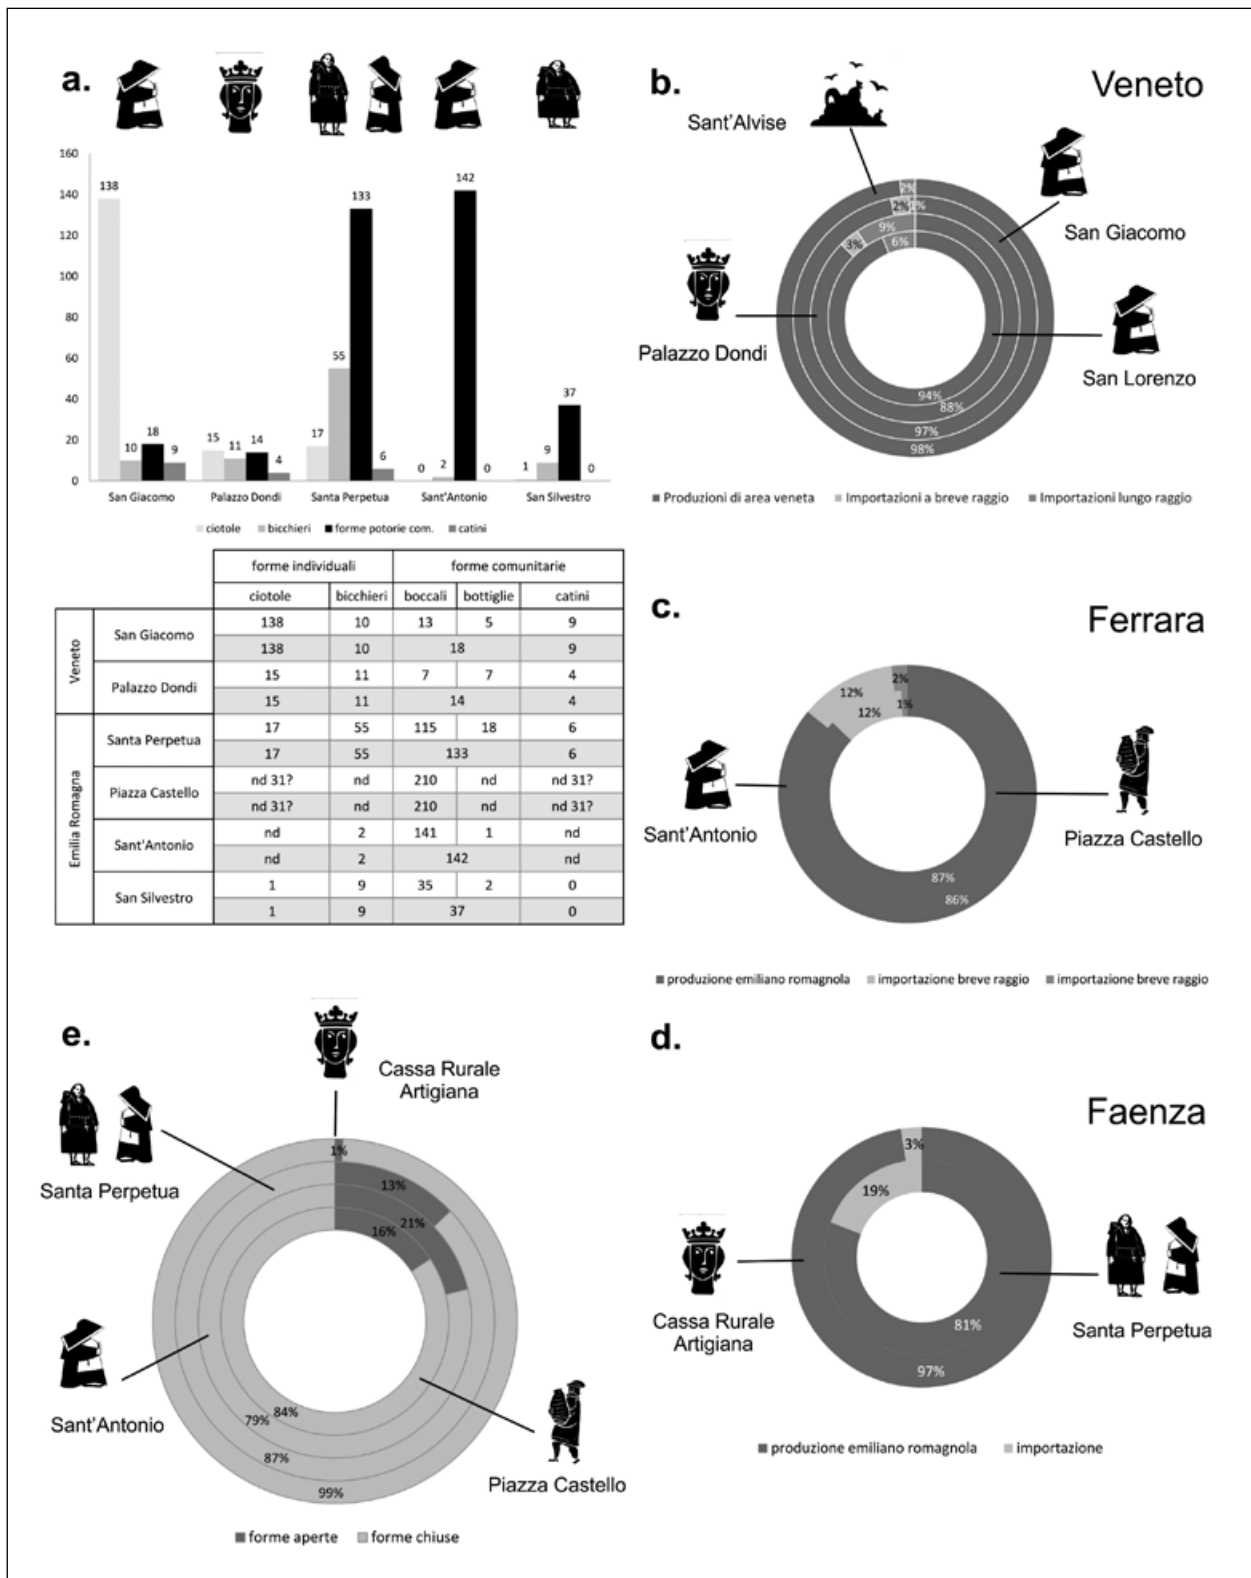 a.
160
140
120
100
80
60
40
20
0
138
10
18
9
15
11
14
4
17
55
133
6
0
2
142
0
1
9
37
0
San Giacomo Palazzo Dondi Santa Perpetua Sant'Antonio San Silvestro
ciotole bicchieri forme potorie com. catini
forme individuali forme comunitarie
ciotole bicchieri boccali bottiglie catini
Veneto
San Giacomo
138 10 13 5 9
138 10 18 9
Palazzo Dondi
15 11 7 7 4
15 11 14 4
Emilia Romagna
Santa Perpetua
17 55 115 18 6
17 55 133 6
Piazza Castello
nd 31? nd 210 nd nd 31?
nd 31? nd 210 nd nd 31?
Sant'Antonio
nd 2 141 1 nd
nd 2 142 nd
San Silvestro
1 9 35 2 0
1 9 37 0
b.
Veneto
Sant'Alvise
San Giacomo
Palazzo Dondi
San Lorenzo
2%
2%
9%
3%
6%
94%
88%
97%
98%
Produzioni di area veneta Importazioni a breve raggio Importazioni lungo raggio
c.
Ferrara
2%
12%
12%
1%
Sant'Antonio
Piazza Castello
87%
86%
produzione emiliano romagnola importazione breve raggio importazione breve raggio
d.
Faenza
3%
19%
Cassa Rurale
Artigiana
Santa Perpetua
81%
97%
produzione emiliano romagnola importazione
e.
Cassa Rurale
Artigiana
Santa Perpetua
1%
13%
21%
16%
Sant'Antonio
84%
79%
87%
99%
Piazza Castello
forme aperte forme chiuse